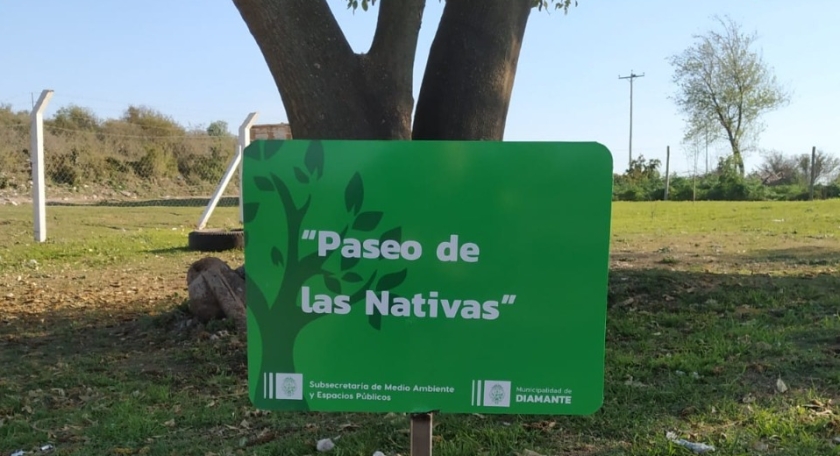 "Paseo de
las Nativas"
Subsecretaría de Medio Ambiente
y Espacios Públicos
Municipalidad de
DIAMANTE